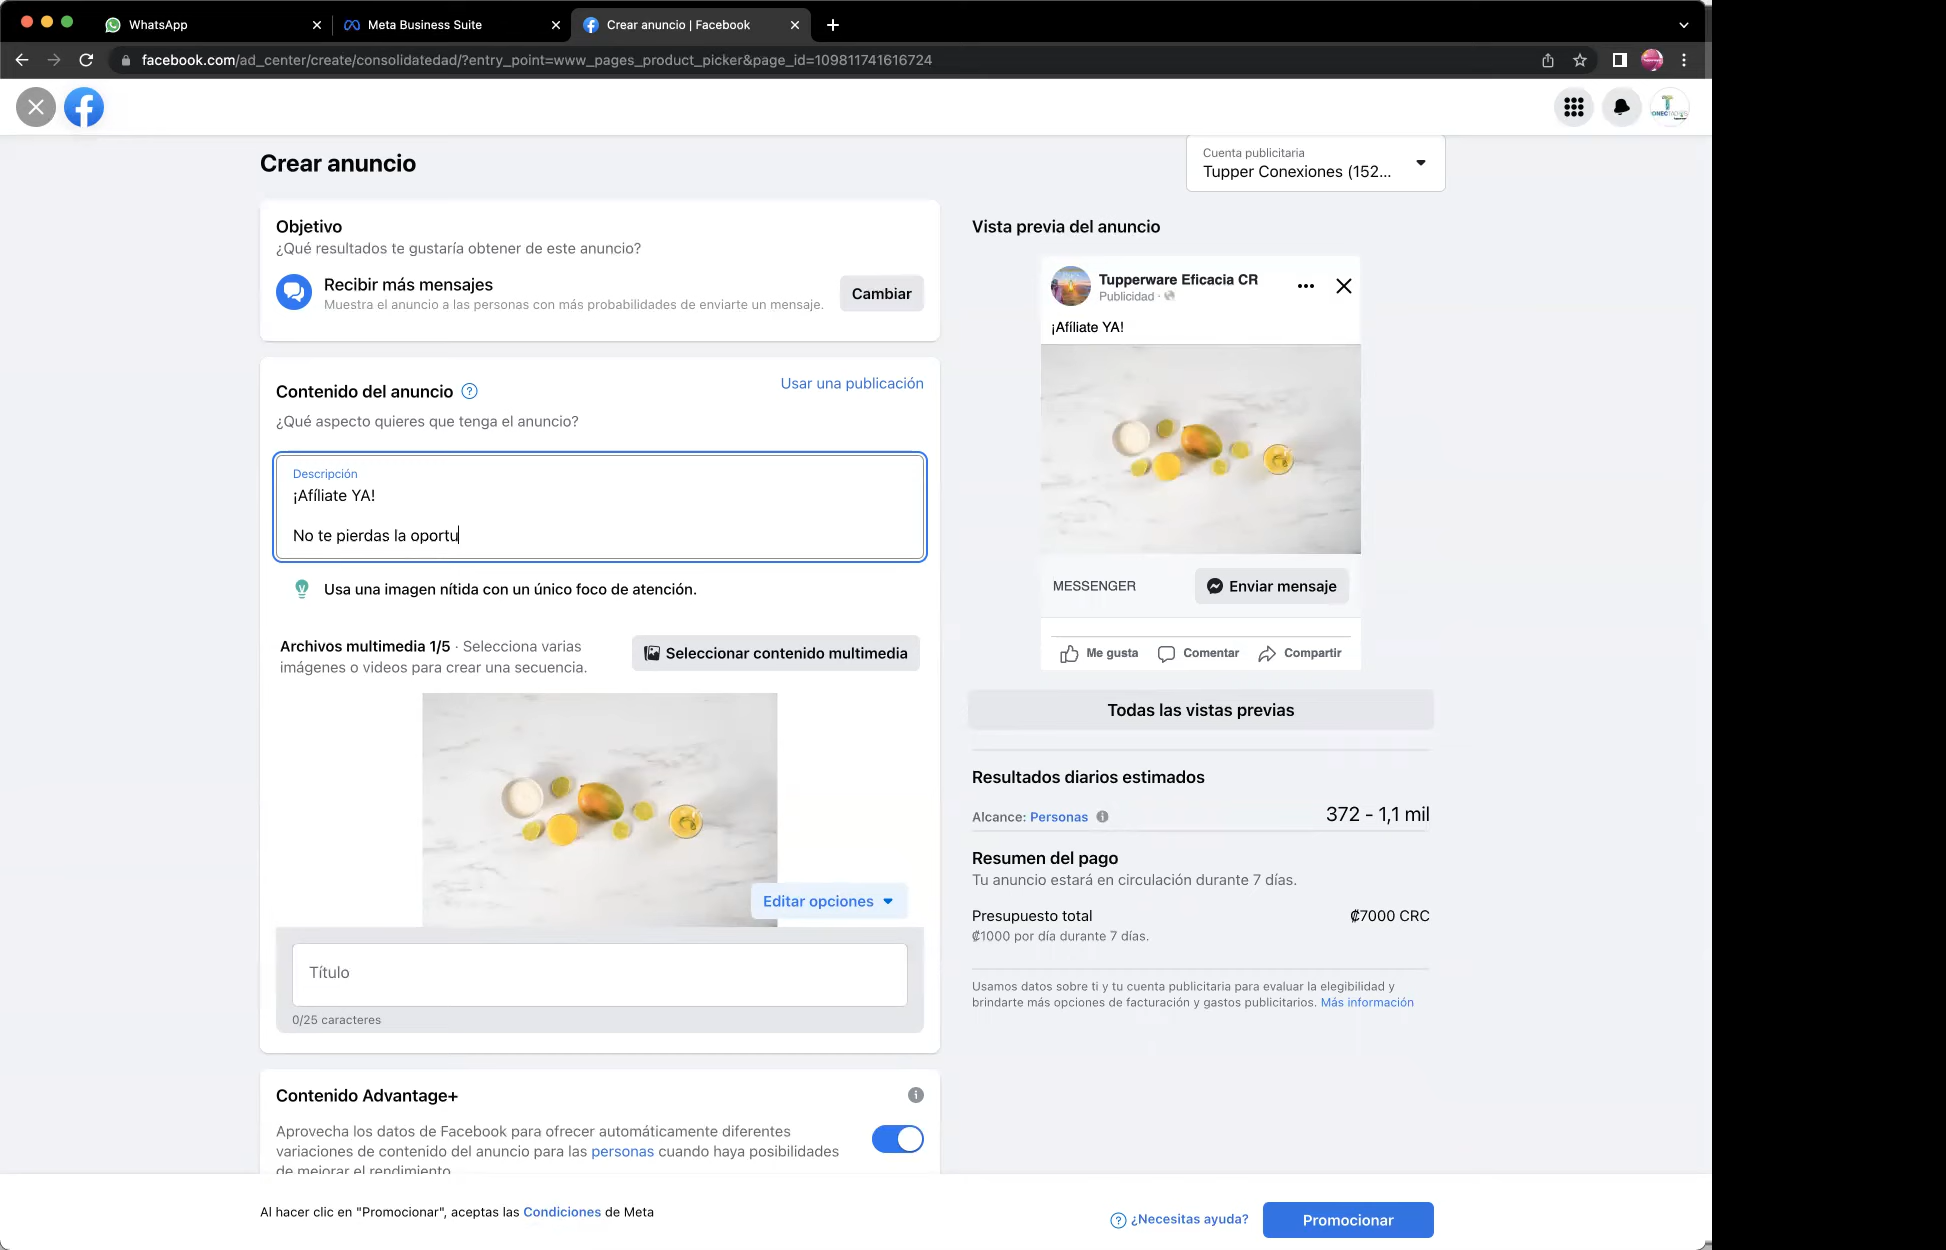 WhatsApp
Meta Business Suite
Crear anuncio | Facebook
facebook.com/ad_center/create/consolidatedad/?entry_point=www_pages_product_picker&page_id=109811741616724
Crear anuncio
Cuenta publicitaria
Tupper Conexiones (152...
Objetivo
¿Qué resultados te gustaría obtener de este anuncio?
Recibir más mensajes
Muestra el anuncio a las personas con más probabilidades de enviarte un mensaje.
Cambiar
Contenido del anuncio
Usar una publicación
¿Qué aspecto quieres que tenga el anuncio?
Descripción
¡Afíliate YA!
No te pierdas la oportu
Usa una imagen nítida con un único foco de atención.
Archivos multimedia 1/5 · Selecciona varias
imágenes o videos para crear una secuencia.
Seleccionar contenido multimedia
Editar opciones
Título
0/25 caracteres
Contenido Advantage+
Aprovecha los datos de Facebook para ofrecer automáticamente diferentes
variaciones de contenido del anuncio para las personas cuando haya posibilidades
de mejorar el rendimiento
Vista previa del anuncio
Tupperware Eficacia CR
Publicidad ·
¡Afíliate YA!
MESSENGER
Enviar mensaje
Me gusta
Comentar
Compartir
Todas las vistas previas
Resultados diarios estimados
Alcance: Personas
372 - 1,1 mil
Resumen del pago
Tu anuncio estará en circulación durante 7 días.
Presupuesto total
₡7000 CRC
₡1000 por día durante 7 días.
Usamos datos sobre ti y tu cuenta publicitaria para evaluar la elegibilidad y
brindarte más opciones de facturación y gastos publicitarios. Más información
Al hacer clic en "Promocionar", aceptas las Condiciones de Meta
¿Necesitas ayuda?
Promocionar